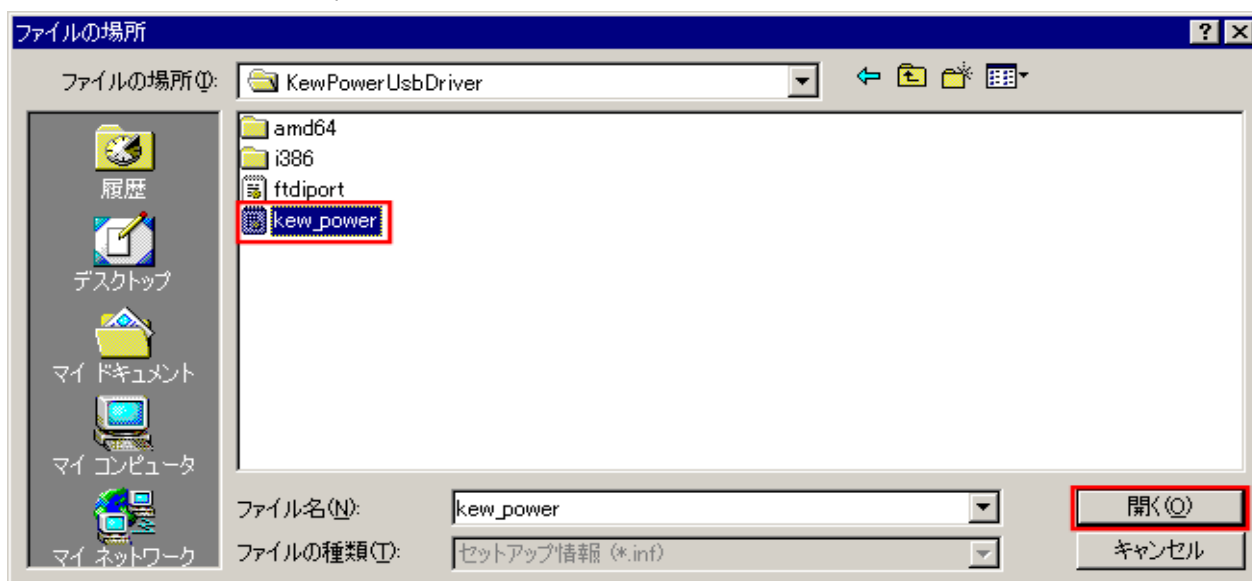 ファイルの場所
ファイルの場所(I):
KewPowerUsbDriver
履歴
デスクトップ
マイ ドキュメント
マイ コンピュータ
マイ ネットワーク
amd64
i386
ftdiport
kew_power
ファイル名(N):
kew_power
開く(O)
ファイルの種類(T):
セットアップ情報 (*.inf)
キャンセル